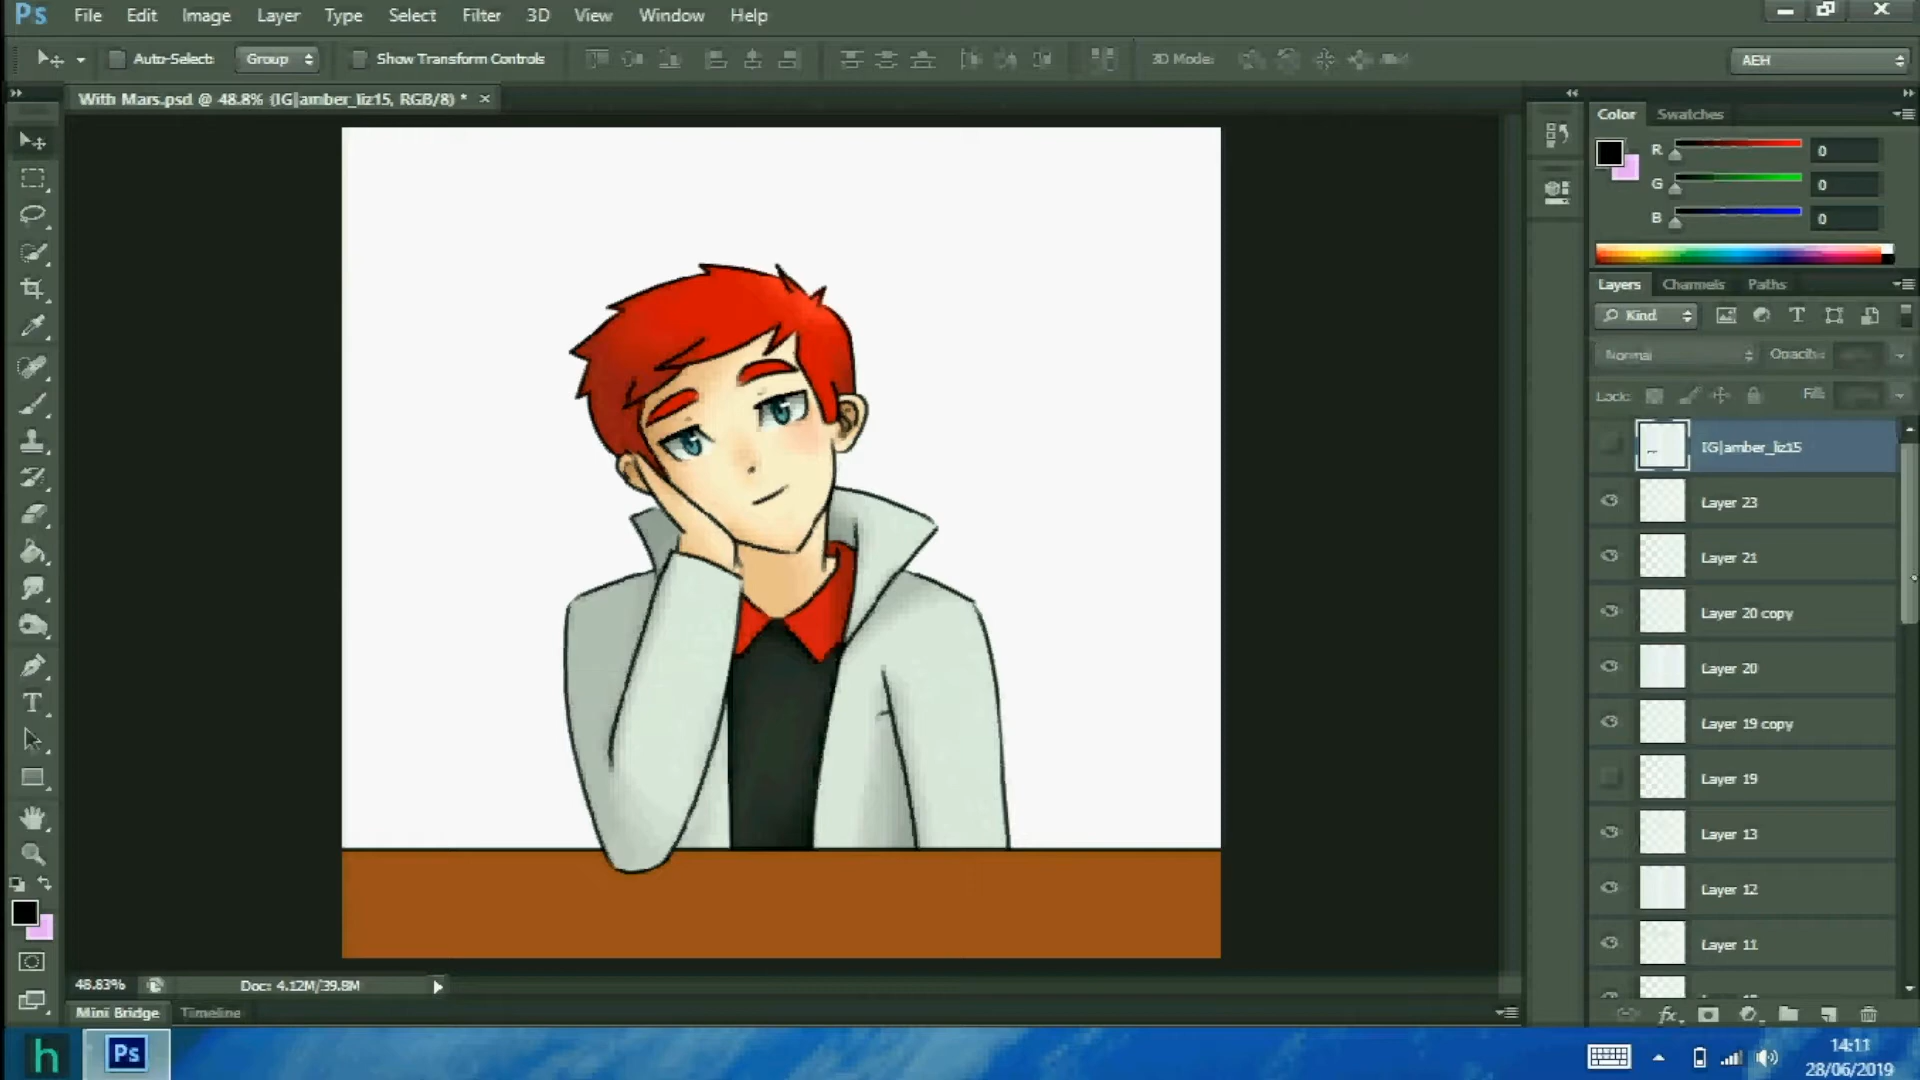 Ps File Edit Image Layer Type Select Filter 3D View Window Help
Auto-Select: Group Show Transform Controls 3D Mode: AEH
With Mars.psd @ 48.8% (IG|amber_liz15, RGB/8) *
Color Swatches
R 0
G 0
B 0
Layers Channels Paths
Kind
Normal Opacity:
Lock: Fill:
IG|amber_liz15
Layer 23
Layer 21
Layer 20 copy
Layer 20
Layer 19 copy
Layer 19
Layer 13
Layer 12
Layer 11
48.83% Doc: 4.12M/39.8M
Mini Bridge Timeline
fx
h Ps
14:11
28/06/2019